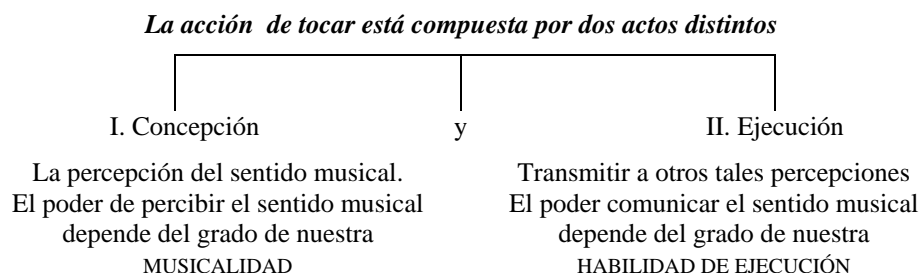 La acción de tocar está compuesta por dos actos distintos
I. Concepción
y
II. Ejecución
La percepción del sentido musical.
El poder de percibir el sentido musical
depende del grado de nuestra
MUSICALIDAD
Transmitir a otros tales percepciones
El poder comunicar el sentido musical
depende del grado de nuestra
HABILIDAD DE EJECUCIÓN